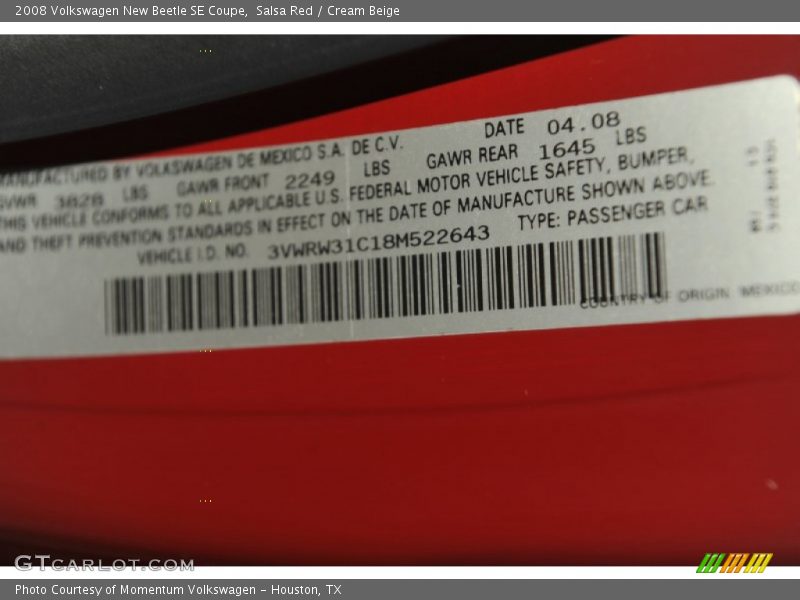 2008 Volkswagen New Beetle SE Coupe,  Salsa Red / Cream Beige
MANUFACTURED BY VOLKSWAGEN DE MEXICO S.A. DE C.V. DATE 04.08
GVWR 3828 LBS GAWR FRONT 2249 LBS GAWR REAR 1645 LBS
THIS VEHICLE CONFORMS TO ALL APPLICABLE U.S. FEDERAL MOTOR VEHICLE SAFETY, BUMPER,
AND THEFT PREVENTION STANDARDS IN EFFECT ON THE DATE OF MANUFACTURE SHOWN ABOVE.
VEHICLE I.D. NO. 3VWRW31C18M522643 TYPE: PASSENGER CAR
COUNTRY OF ORIGIN MEXICO
GTCARLOT.COM
Photo Courtesy of Momentum Volkswagen - Houston, TX